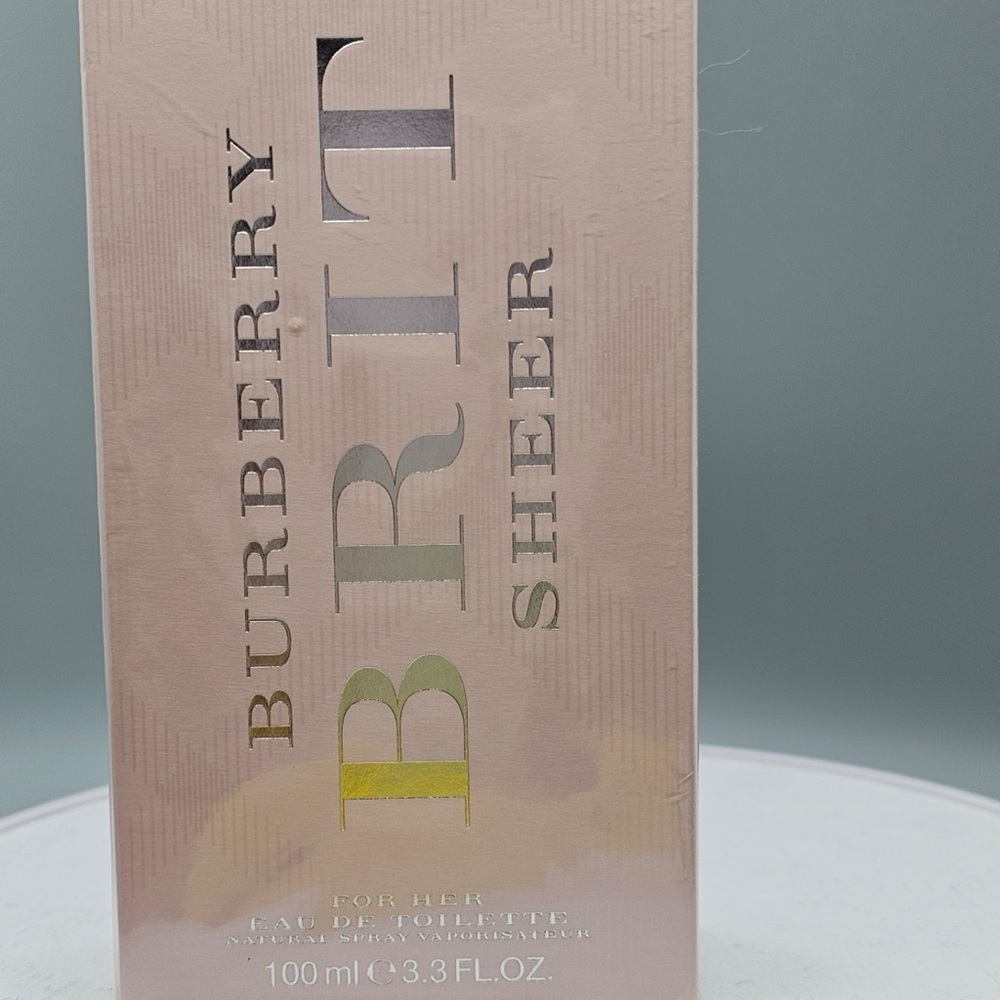 BURBERRY
BRIT
SHEER
FOR HER
EAU DE TOILETTE
NATURAL SPRAY VAPORISATEUR
100 ml ℮ 3.3 FL.OZ.